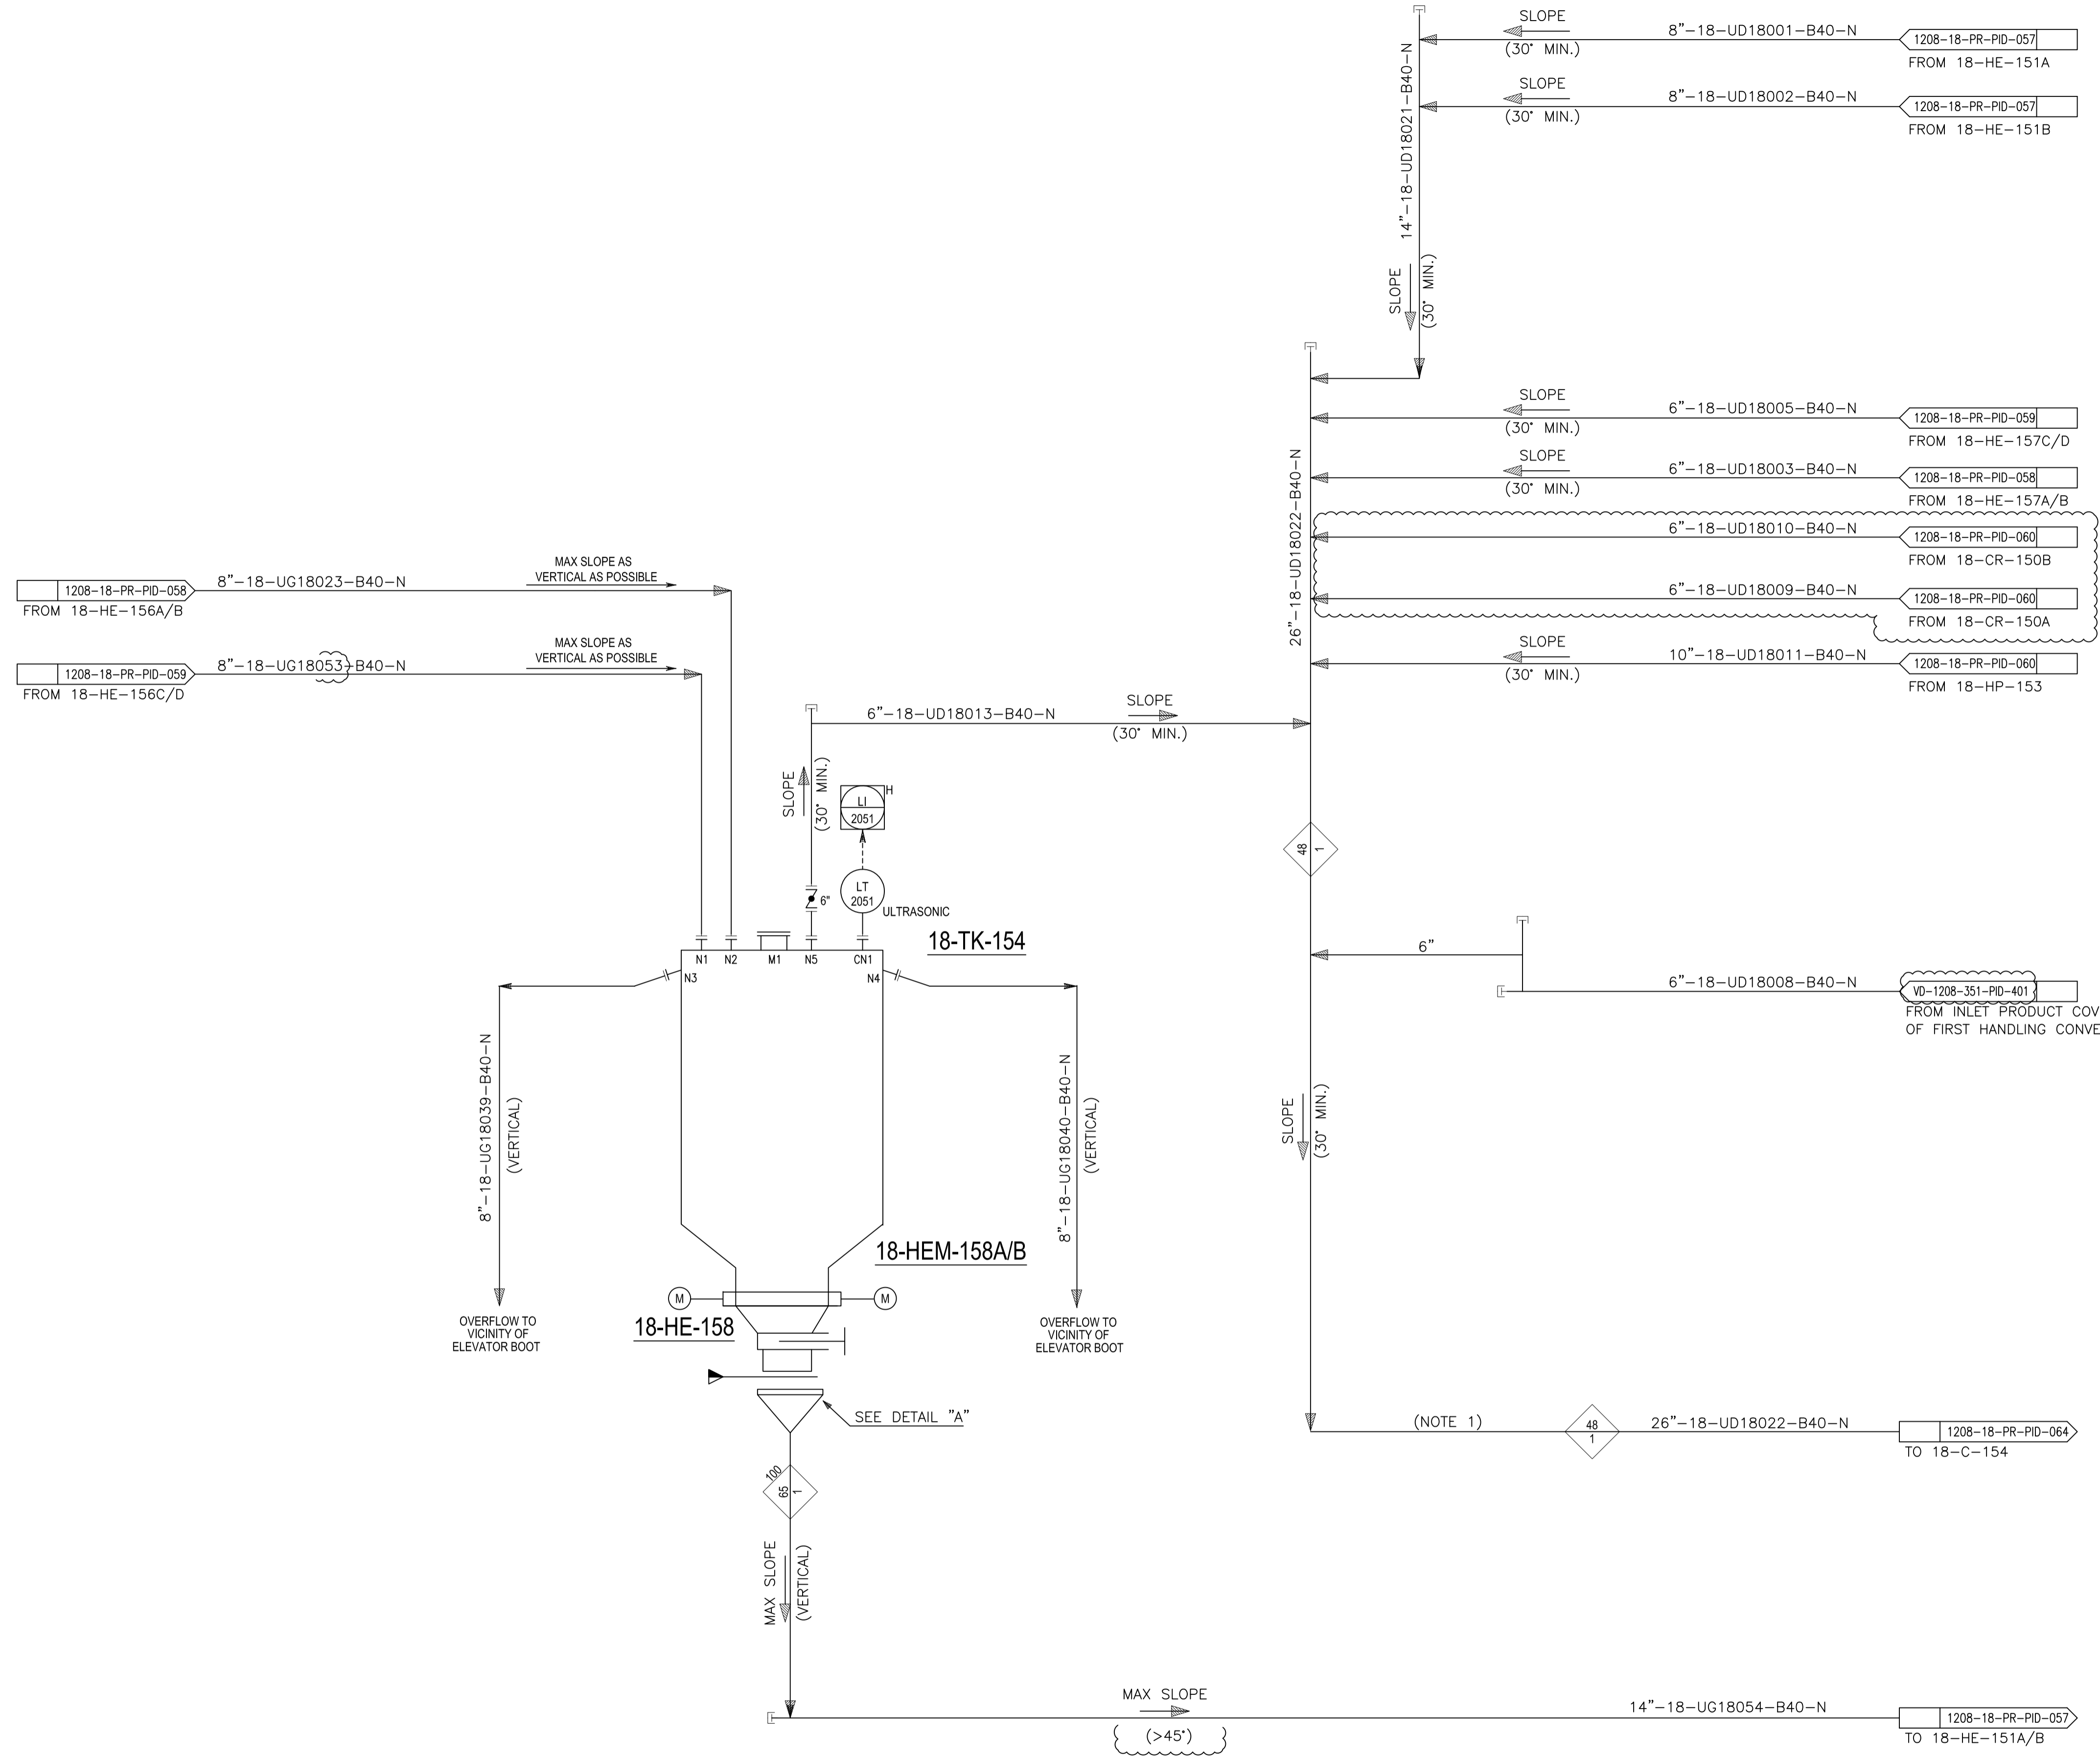 SLOPE
8"-18-UD18001-B40-N
1208-18-PR-PID-057
(30° MIN.)
FROM 18-HE-151A
SLOPE
8"-18-UD18002-B40-N
1208-18-PR-PID-057
(30° MIN.)
FROM 18-HE-151B
14"-18-UD18021-B40-N
SLOPE
(30° MIN.)
SLOPE
6"-18-UD18005-B40-N
1208-18-PR-PID-059
(30° MIN.)
FROM 18-HE-157C/D
SLOPE
6"-18-UD18003-B40-N
1208-18-PR-PID-058
(30° MIN.)
FROM 18-HE-157A/B
26"-18-UD18022-B40-N
6"-18-UD18010-B40-N
1208-18-PR-PID-060
FROM 18-CR-150B
6"-18-UD18009-B40-N
1208-18-PR-PID-060
FROM 18-CR-150A
SLOPE
10"-18-UD18011-B40-N
1208-18-PR-PID-060
(30° MIN.)
FROM 18-HP-153
1208-18-PR-PID-058
8"-18-UG18023-B40-N
MAX SLOPE AS
VERTICAL AS POSSIBLE
FROM 18-HE-156A/B
1208-18-PR-PID-059
8"-18-UG18053-B40-N
MAX SLOPE AS
VERTICAL AS POSSIBLE
FROM 18-HE-156C/D
6"-18-UD18013-B40-N
SLOPE
(30° MIN.)
SLOPE
(30° MIN.)
LI
2051
H
LT
2051
ULTRASONIC
6"
18-TK-154
N1
N2
M1
N5
CN1
N3
N4
48
1
6"
6"-18-UD18008-B40-N
VD-1208-351-PID-401
FROM INLET PRODUCT COV
OF FIRST HANDLING CONVE
8"-18-UG18039-B40-N
(VERTICAL)
8"-18-UG18040-B40-N
(VERTICAL)
SLOPE
(30° MIN.)
18-HEM-158A/B
M
M
18-HE-158
OVERFLOW TO
VICINITY OF
ELEVATOR BOOT
OVERFLOW TO
VICINITY OF
ELEVATOR BOOT
SEE DETAIL "A"
(NOTE 1)
48
1
26"-18-UD18022-B40-N
1208-18-PR-PID-064
TO 18-C-154
100
65
1
MAX SLOPE
(VERTICAL)
MAX SLOPE
(>45°)
14"-18-UG18054-B40-N
1208-18-PR-PID-057
TO 18-HE-151A/B